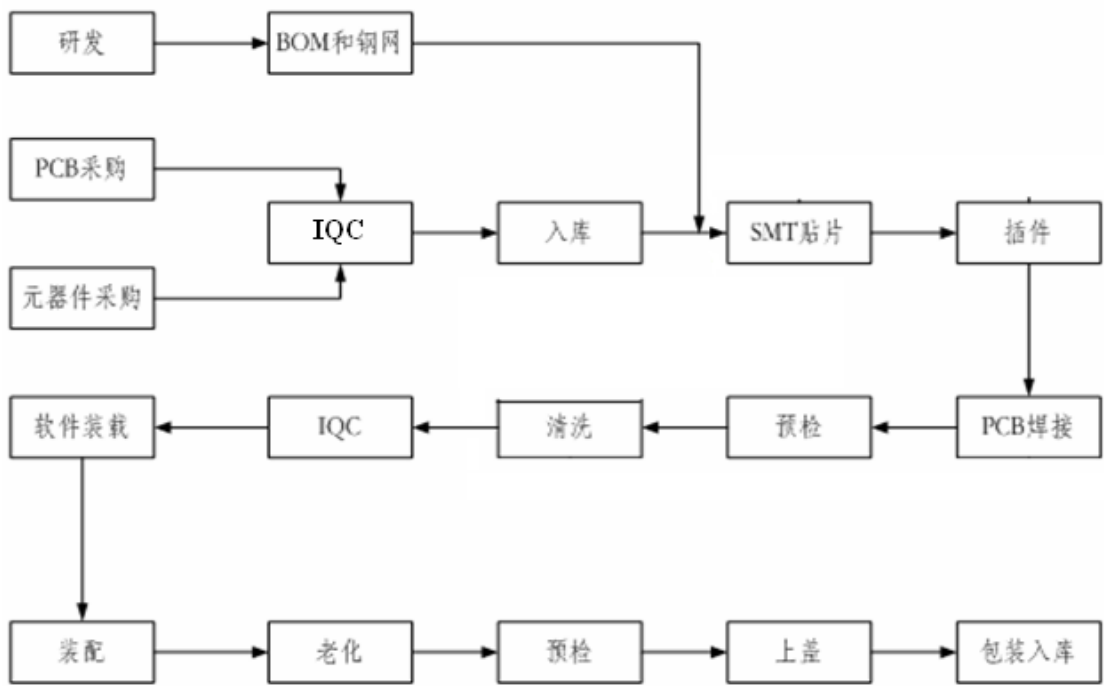 研发
BOM和钢网
PCB采购
IQC
入库
SMT贴片
插件
元器件采购
软件装载
IQC
清洗
预检
PCB焊接
装配
老化
预检
上盖
包装入库